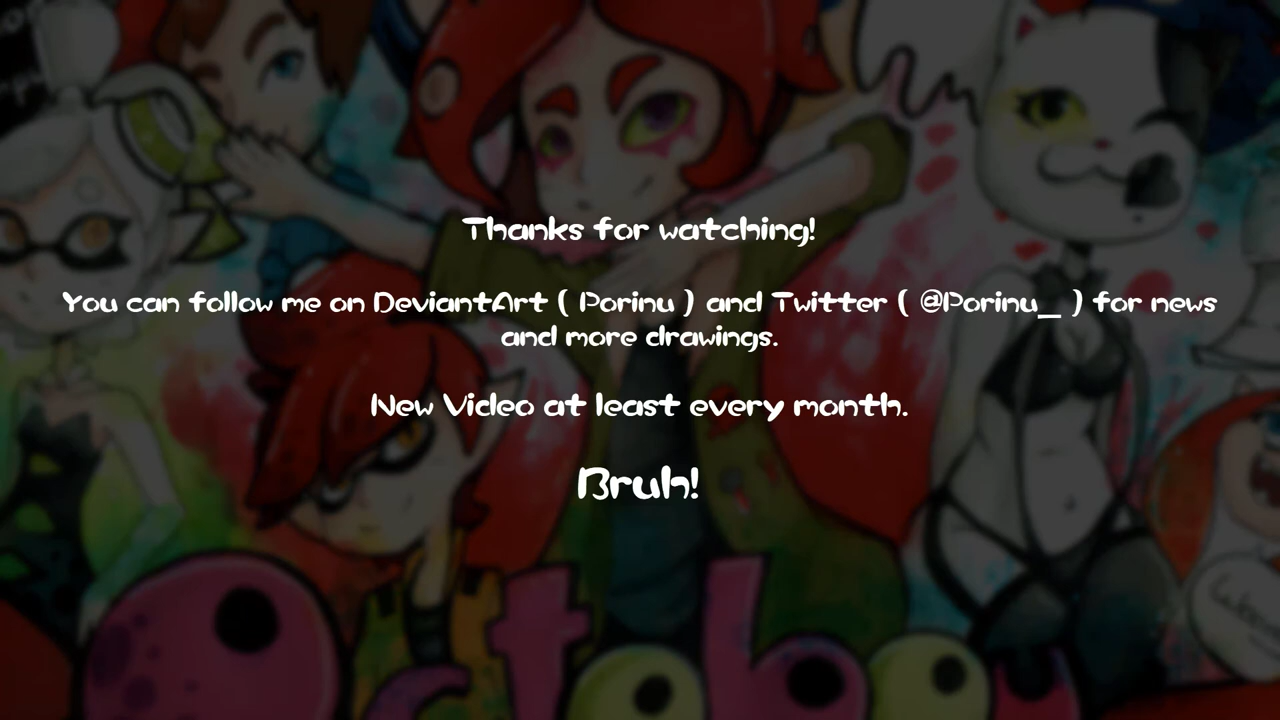 Thanks for watching!
You can follow me on DeviantArt ( Porinu ) and Twitter ( @Porinu_ ) for news
and more drawings.
New Video at least every month.
Bruh!
Octoboy